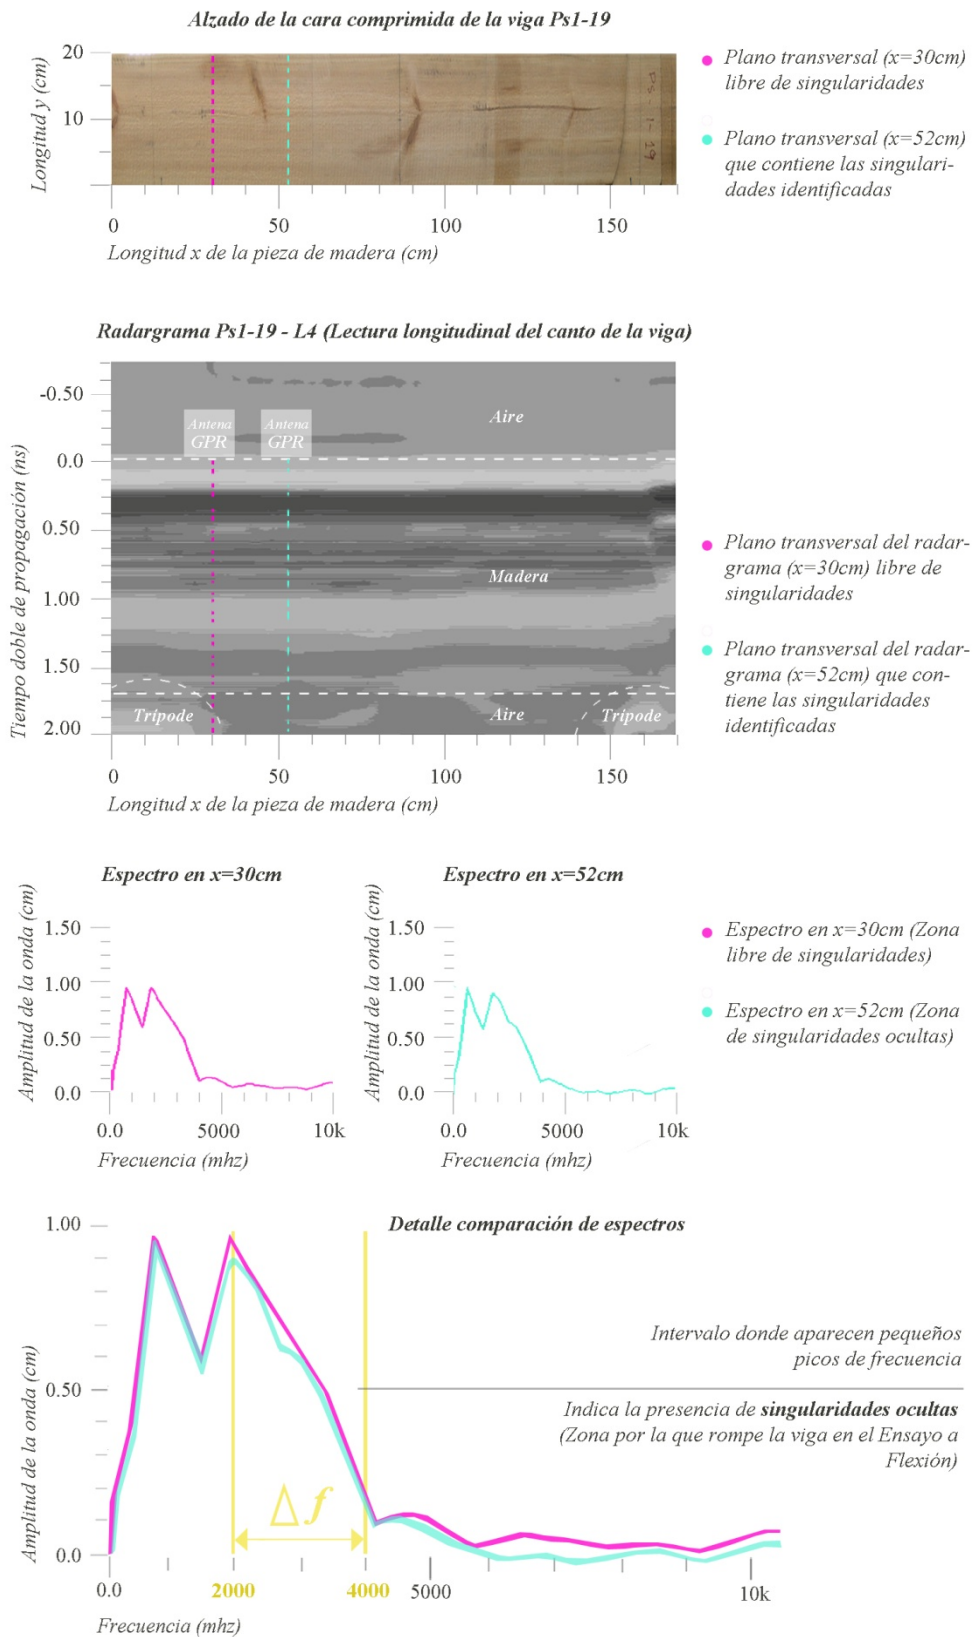 Alzado de la cara comprimida de la viga Ps1-19
Longitud y (cm)
20
10
0
50
100
150
Longitud x de la pieza de madera (cm)
Plano transversal (x=30cm)
libre de singularidades
Plano transversal (x=52cm)
que contiene las singulari-
dades identificadas
Radargrama Ps1-19 - L4 (Lectura longitudinal del canto de la viga)
Tiempo doble de propagación (ns)
-0.50
0.0
0.50
1.00
1.50
2.00
Antena
GPR
Antena
GPR
Aire
Madera
Trípode
Aire
Trípode
0
50
100
150
Longitud x de la pieza de madera (cm)
Plano transversal del radar-
grama (x=30cm) libre de
singularidades
Plano transversal del radar-
grama (x=52cm) que con-
tiene las singularidades
identificadas
Espectro en x=30cm
Amplitud de la onda (cm)
1.50
1.00
0.50
0.0
0.0
5000
10k
Frecuencia (mhz)
Espectro en x=52cm
Amplitud de la onda (cm)
1.50
1.00
0.50
0.0
0.0
5000
10k
Frecuencia (mhz)
Espectro en x=30cm (Zona
libre de singularidades)
Espectro en x=52cm (Zona
de singularidades ocultas)
Detalle comparación de espectros
Amplitud de la onda (cm)
1.00
0.50
0.0
Intervalo donde aparecen pequeños
picos de frecuencia
Indica la presencia de singularidades ocultas
(Zona por la que rompe la viga en el Ensayo a
Flexión)
Δf
0.0
2000
4000
5000
10k
Frecuencia (mhz)